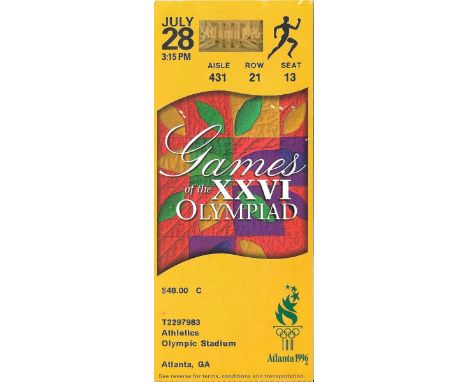 JULY
28
3:15 PM
Atlanta 1996
AISLE ROW SEAT
431 21 13
Games
of the XXVI
OLYMPIAD
$48.00 C
T2297983
Athletics
Olympic Stadium
Atlanta, GA
Atlanta 1996
See reverse for terms, conditions and transportation.